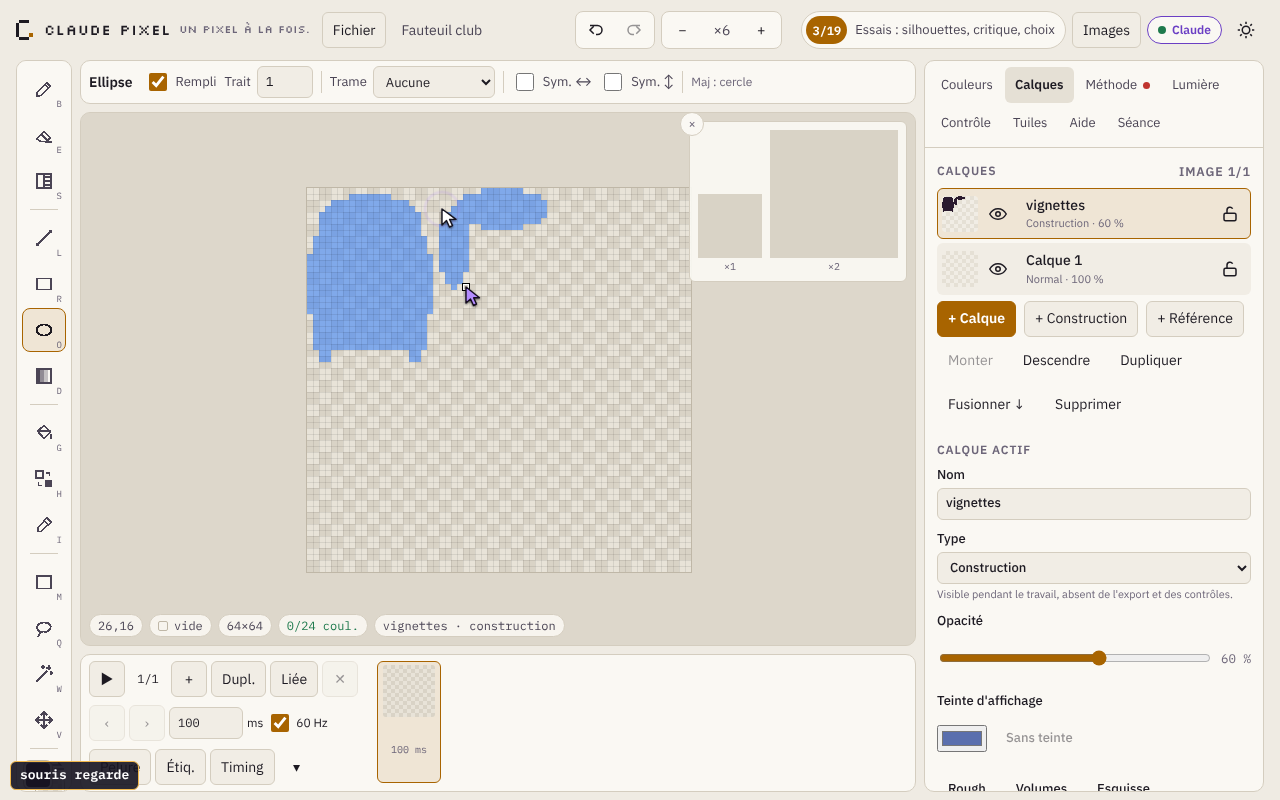 CLAUDE PIXEL UN PIXEL À LA FOIS. Fichier Fauteuil club − ×6 + 3/19 Essais : silhouettes, critique, choix Images Claude
Ellipse Rempli Trait 1 Trame Aucune Sym. ↔ Sym. ↕ Maj : cercle
B
E
S
L
R
O
D
G
H
I
M
Q
W
V
×
×1 ×2
26,16 vide 64×64 0/24 coul. vignettes · construction
1/1 + Dupl. Liée ✕
‹ › 100 ms 60 Hz
Étiq. Timing ▼
100 ms
souris regarde
Couleurs Calques Méthode Lumière
Contrôle Tuiles Aide Séance
CALQUES IMAGE 1/1
vignettes
Construction · 60 %
Calque 1
Normal · 100 %
+ Calque + Construction + Référence
Monter Descendre Dupliquer
Fusionner ↓ Supprimer
CALQUE ACTIF
Nom
vignettes
Type
Construction
Visible pendant le travail, absent de l'export et des contrôles.
Opacité
60 %
Teinte d'affichage
Sans teinte
Rough Volumes Esquisse